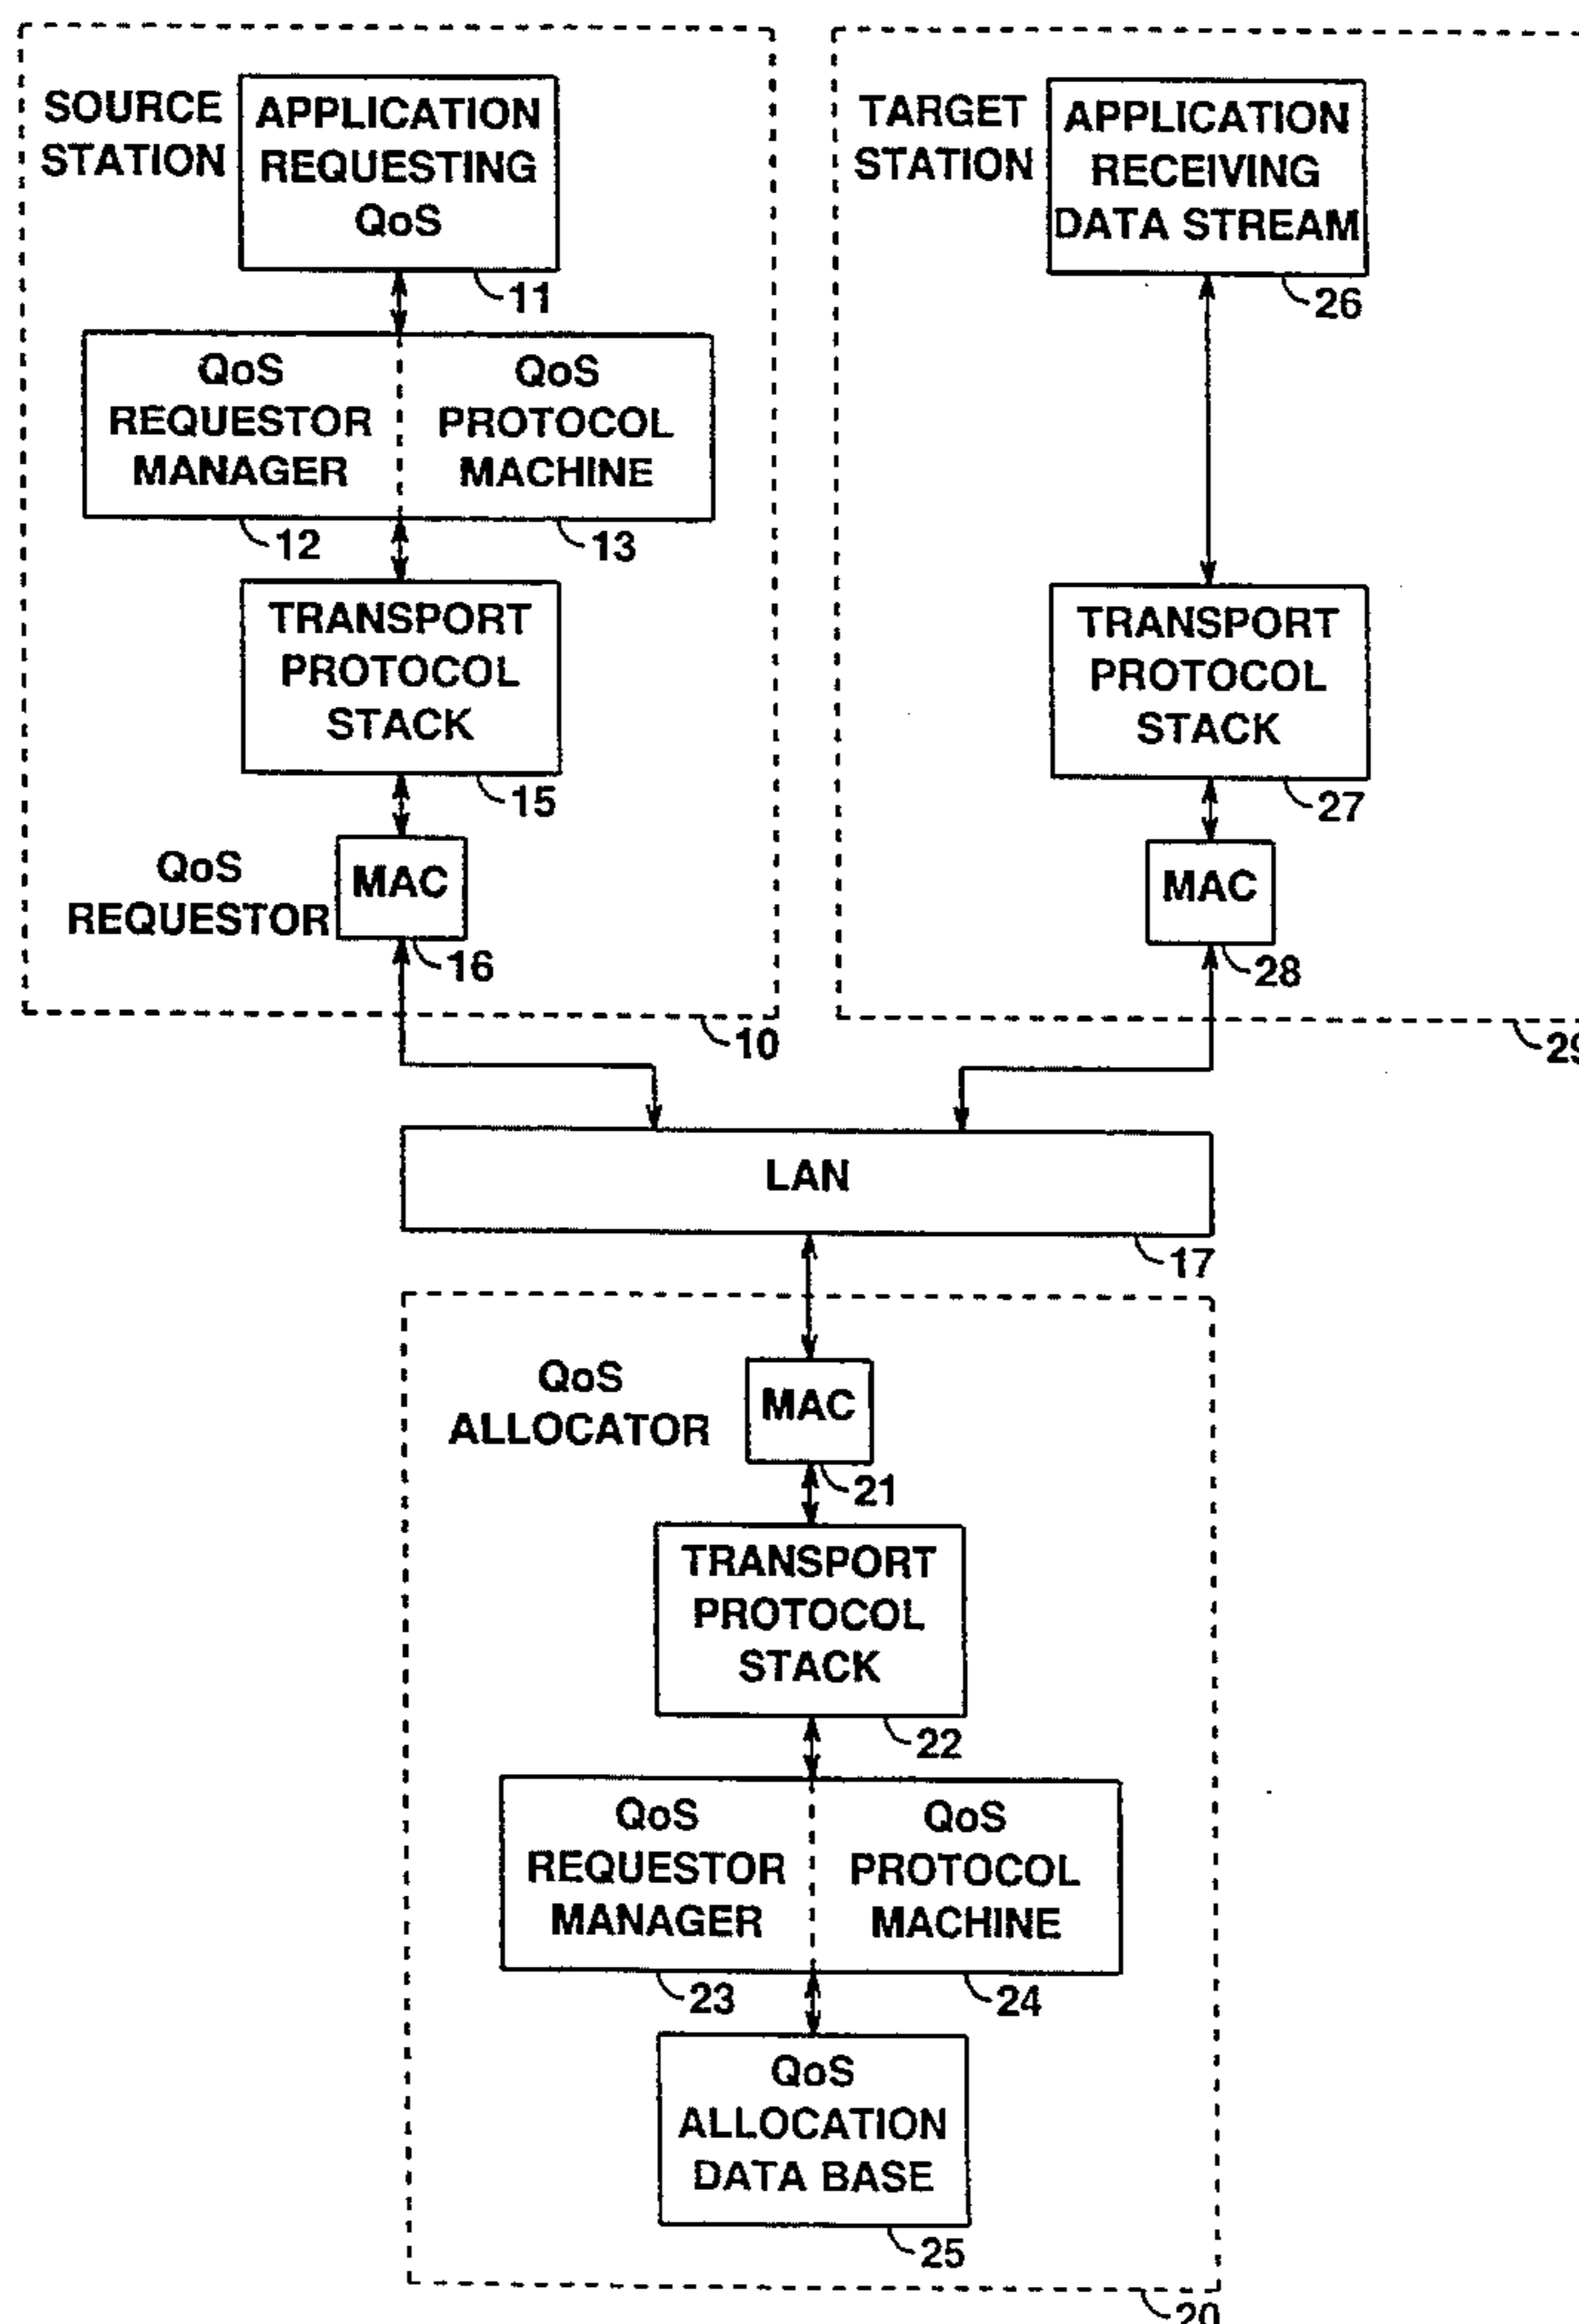 SOURCE
STATION
APPLICATION
REQUESTING
QoS
11
QoS
REQUESTOR
MANAGER
QoS
PROTOCOL
MACHINE
12
13
TRANSPORT
PROTOCOL
STACK
15
QoS
REQUESTOR
MAC
16
10
TARGET
STATION
APPLICATION
RECEIVING
DATA STREAM
26
TRANSPORT
PROTOCOL
STACK
27
MAC
28
29
LAN
17
QoS
ALLOCATOR
MAC
21
TRANSPORT
PROTOCOL
STACK
22
QoS
REQUESTOR
MANAGER
QoS
PROTOCOL
MACHINE
23
24
QoS
ALLOCATION
DATA BASE
25
20